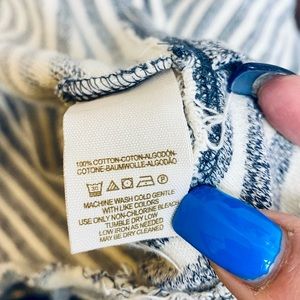 100% COTTON-COTON-ALGODÓN
COTONE-BAUMWOLLE-ALGODÃO
MACHINE WASH COLD GENTLE
WITH LIKE COLORS
USE ONLY NON-CHLORINE BLEACH
TUMBLE DRY LOW
LOW IRON AS NEEDED
MAY BE DRY CLEANED